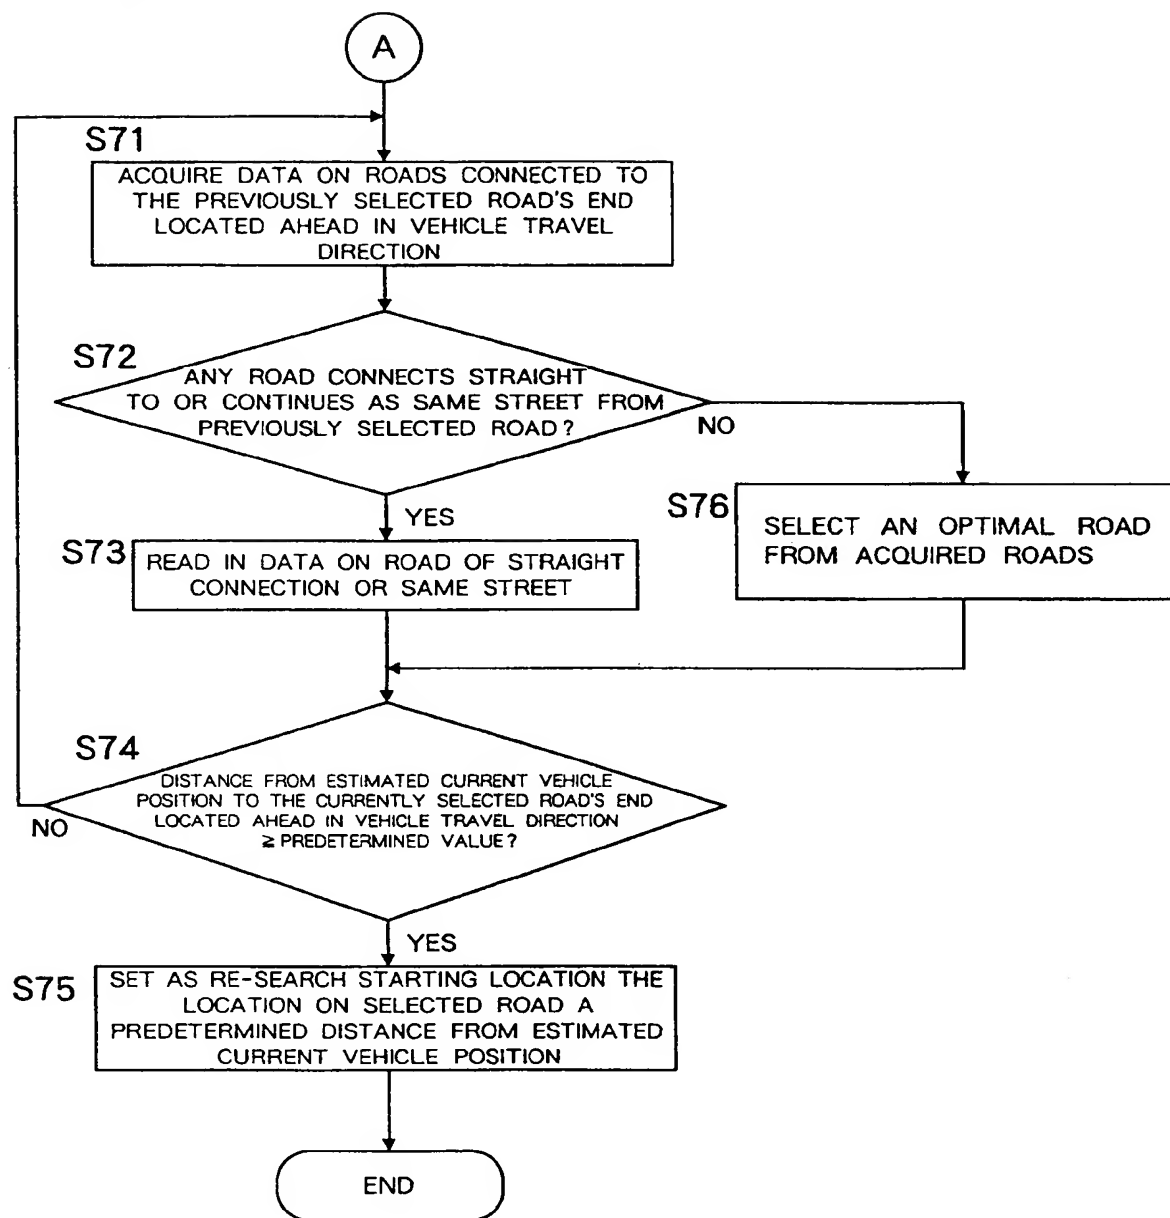 A
S71
ACQUIRE DATA ON ROADS CONNECTED TO
THE PREVIOUSLY SELECTED ROAD'S END
LOCATED AHEAD IN VEHICLE TRAVEL
DIRECTION
S72
ANY ROAD CONNECTS STRAIGHT
TO OR CONTINUES AS SAME STREET FROM
PREVIOUSLY SELECTED ROAD?
NO
YES
S76
SELECT AN OPTIMAL ROAD
FROM ACQUIRED ROADS
S73
READ IN DATA ON ROAD OF STRAIGHT
CONNECTION OR SAME STREET
S74
DISTANCE FROM ESTIMATED CURRENT VEHICLE
POSITION TO THE CURRENTLY SELECTED ROAD'S END
LOCATED AHEAD IN VEHICLE TRAVEL DIRECTION
≧ PREDETERMINED VALUE?
NO
YES
S75
SET AS RE-SEARCH STARTING LOCATION THE
LOCATION ON SELECTED ROAD A
PREDETERMINED DISTANCE FROM ESTIMATED
CURRENT VEHICLE POSITION
END